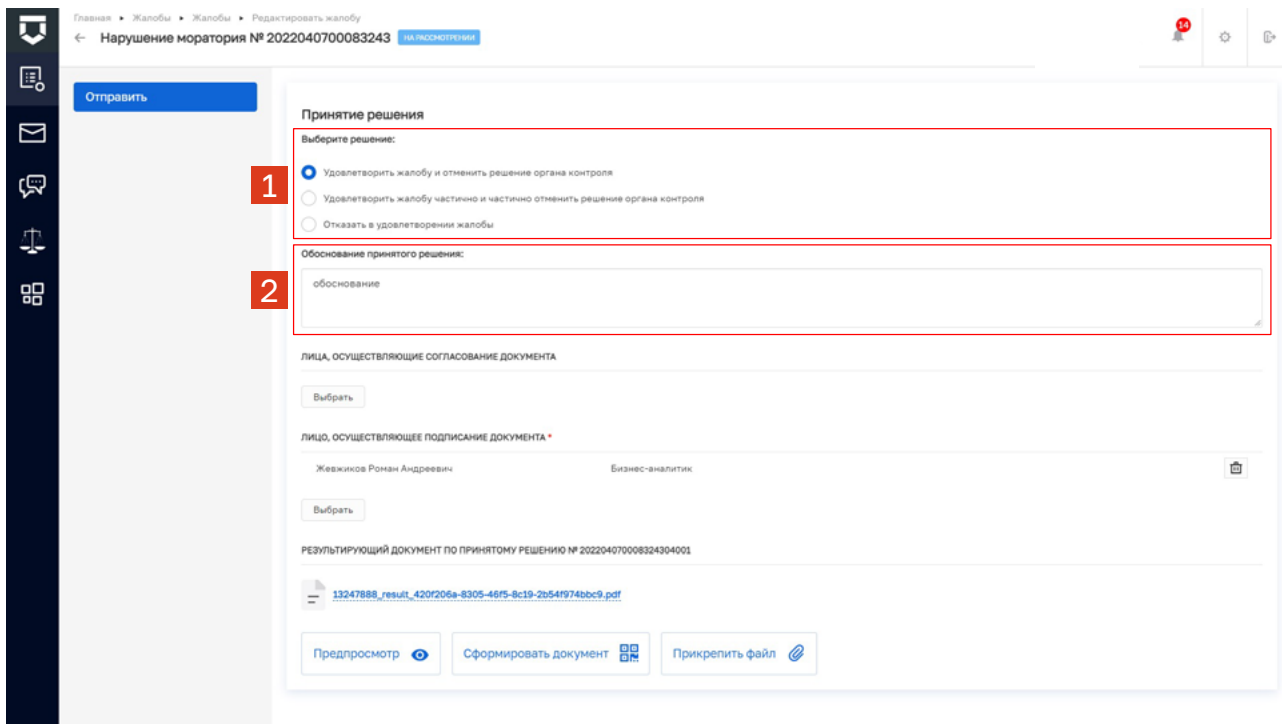 Главная ▸ Жалобы ▸ Жалобы ▸ Редактировать жалобу
← Нарушение моратория № 2022040700083243 НА РАССМОТРЕНИИ
14
Отправить
Принятие решения
Выберите решение:
1
Удовлетворить жалобу и отменить решение органа контроля
Удовлетворить жалобу частично и частично отменить решение органа контроля
Отказать в удовлетворении жалобы
Обоснование принятого решения:
2
обоснование
ЛИЦА, ОСУЩЕСТВЛЯЮЩИЕ СОГЛАСОВАНИЕ ДОКУМЕНТА
Выбрать
ЛИЦО, ОСУЩЕСТВЛЯЮЩЕЕ ПОДПИСАНИЕ ДОКУМЕНТА *
Жевжиков Роман Андреевич Бизнес-аналитик
Выбрать
РЕЗУЛЬТИРУЮЩИЙ ДОКУМЕНТ ПО ПРИНЯТОМУ РЕШЕНИЮ № 202204070008324304001
13247888_result_420f206a-8305-46f5-8c19-2b54f974bbc9.pdf
Предпросмотр Сформировать документ Прикрепить файл